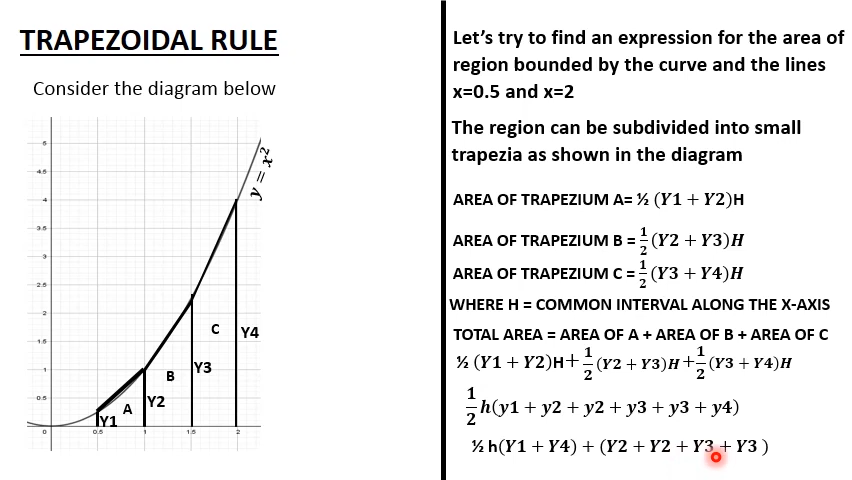 TRAPEZOIDAL RULE
Consider the diagram below
5
4.5
4
3.5
3
2.5
2
1.5
1
0.5
0
0.5
1
1.5
2
y = x²
A
B
C
Y1
Y2
Y3
Y4
Let's try to find an expression for the area of
region bounded by the curve and the lines
x=0.5 and x=2
The region can be subdivided into small
trapezia as shown in the diagram
AREA OF TRAPEZIUM A= ½ (Y1 + Y2)H
AREA OF TRAPEZIUM B = 1/2 (Y2 + Y3)H
AREA OF TRAPEZIUM C = 1/2 (Y3 + Y4)H
WHERE H = COMMON INTERVAL ALONG THE X-AXIS
TOTAL AREA = AREA OF A + AREA OF B + AREA OF C
½ (Y1 + Y2)H + 1/2 (Y2 + Y3)H + 1/2 (Y3 + Y4)H
1/2 h(y1 + y2 + y2 + y3 + y3 + y4)
½ h(Y1 + Y4) + (Y2 + Y2 + Y3 + Y3 )